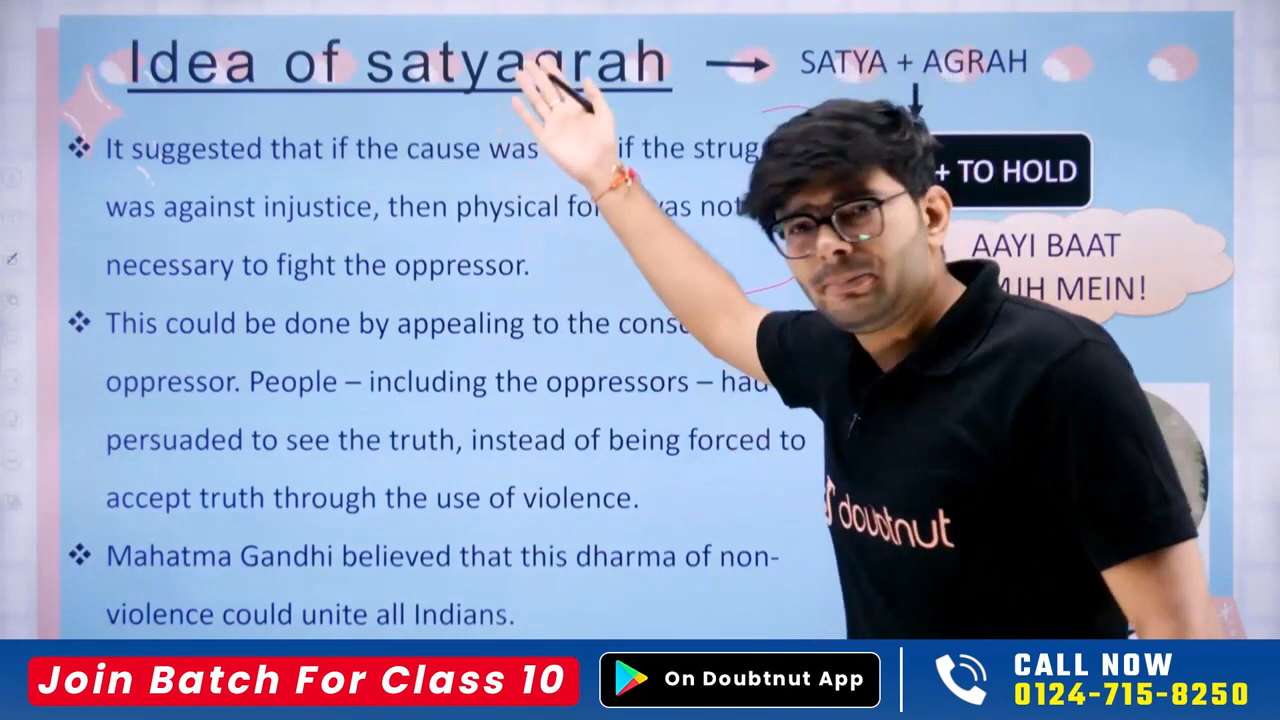 Idea of satyagrah
SATYA + AGRAH
It suggested that if the cause was if the
was against injustice, then physical was not
necessary to fight the oppressor.
+ TO HOLD
AAYI BAAT
MEIN!
This could be done by appealing to the
oppressor. People – including the oppressors – had
persuaded to see the truth, instead of being forced to
accept truth through the use of violence.
Mahatma Gandhi believed that this dharma of non-
violence could unite all Indians.
doubtnut
Join Batch For Class 10
On Doubtnut App
CALL NOW
0124-715-8250